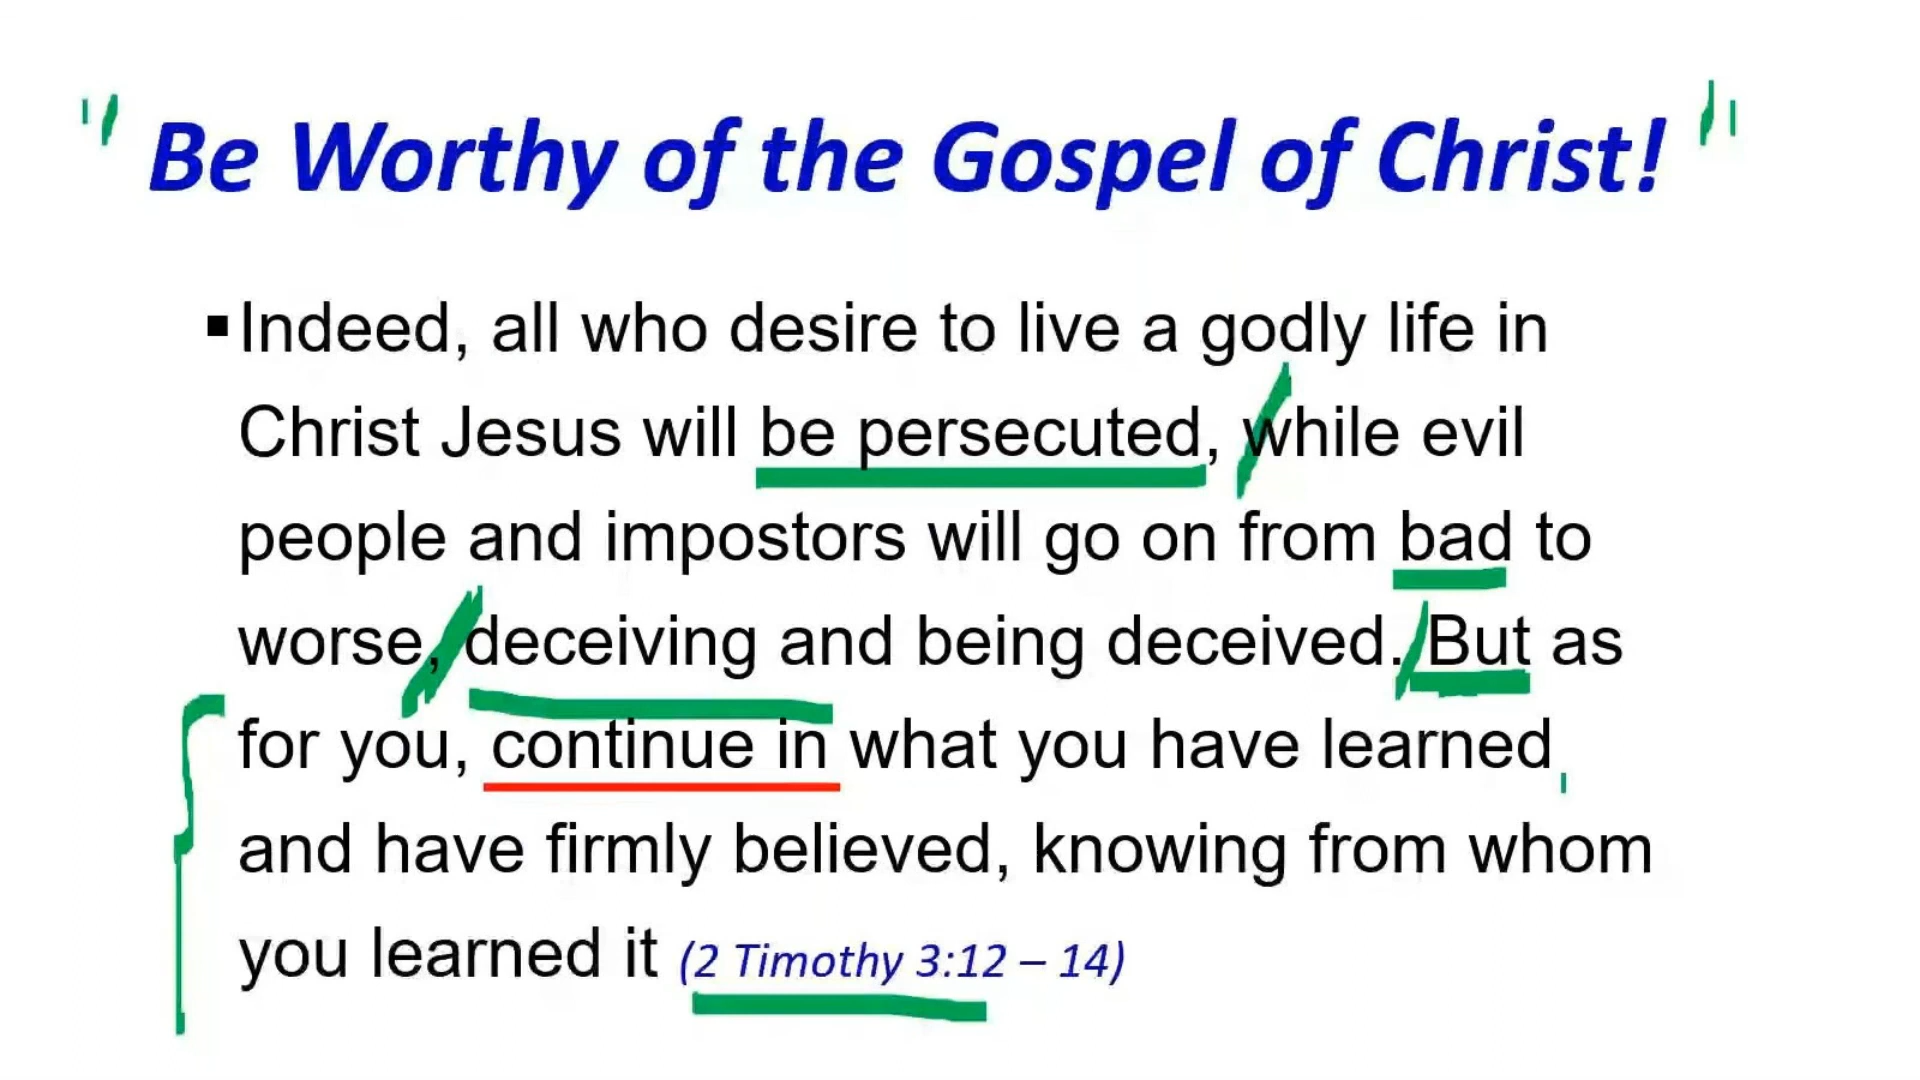 Be Worthy of the Gospel of Christ!
▪Indeed, all who desire to live a godly life in
Christ Jesus will be persecuted, while evil
people and impostors will go on from bad to
worse, deceiving and being deceived. But as
for you, continue in what you have learned
and have firmly believed, knowing from whom
you learned it (2 Timothy 3:12 – 14)